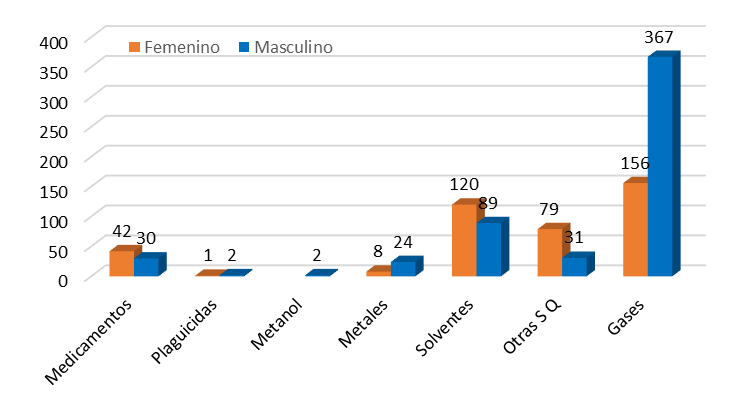 400
350
300
250
200
150
100
50
0
Femenino
Masculino
42
30
1
2
2
8
24
120
89
79
31
156
367
Medicamentos
Plaguicidas
Metanol
Metales
Solventes
Otras S Q
Gases